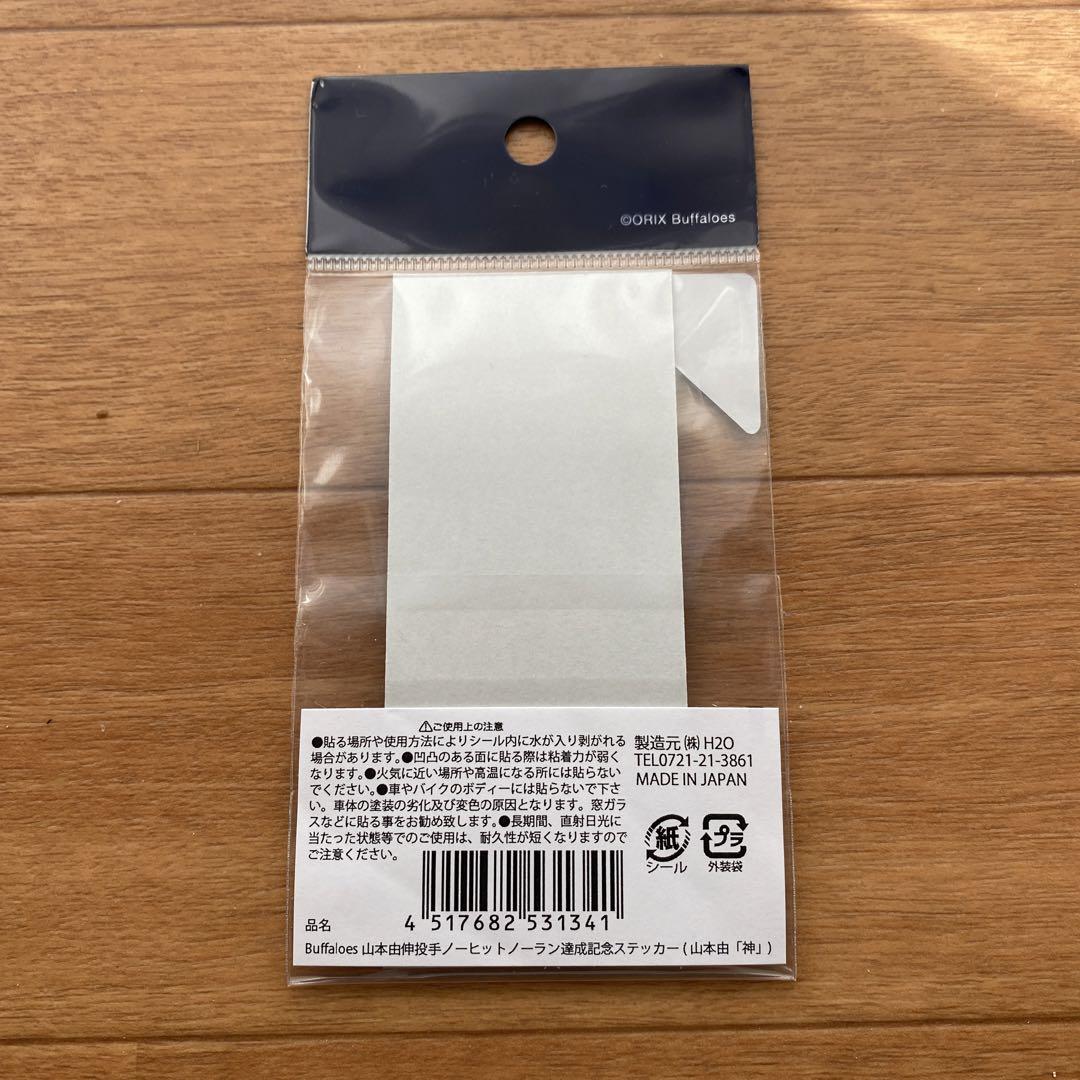 ©ORIX Buffaloes
⚠ご使用上の注意
●貼る場所や使用方法によりシール内に水が入り剥がれる
場合があります。●凹凸のある面に貼る際は粘着力が弱く
なります。●火気に近い場所や高温になる所には貼らない
でください。●車やバイクのボディーには貼らないで下さ
い。車体の塗装の劣化及び変色の原因となります。窓ガラ
スなどに貼る事をお勧め致します。●長期間、直射日光に
当たった状態等でのご使用は、耐久性が短くなりますので
ご注意ください。
製造元 ㈱ H2O
TEL0721-21-3861
MADE IN JAPAN
紙
シール
プラ
外装袋
4 517682 531341
品名
Buffaloes 山本由伸投手ノーヒットノーラン達成記念ステッカー ( 山本由「神」)